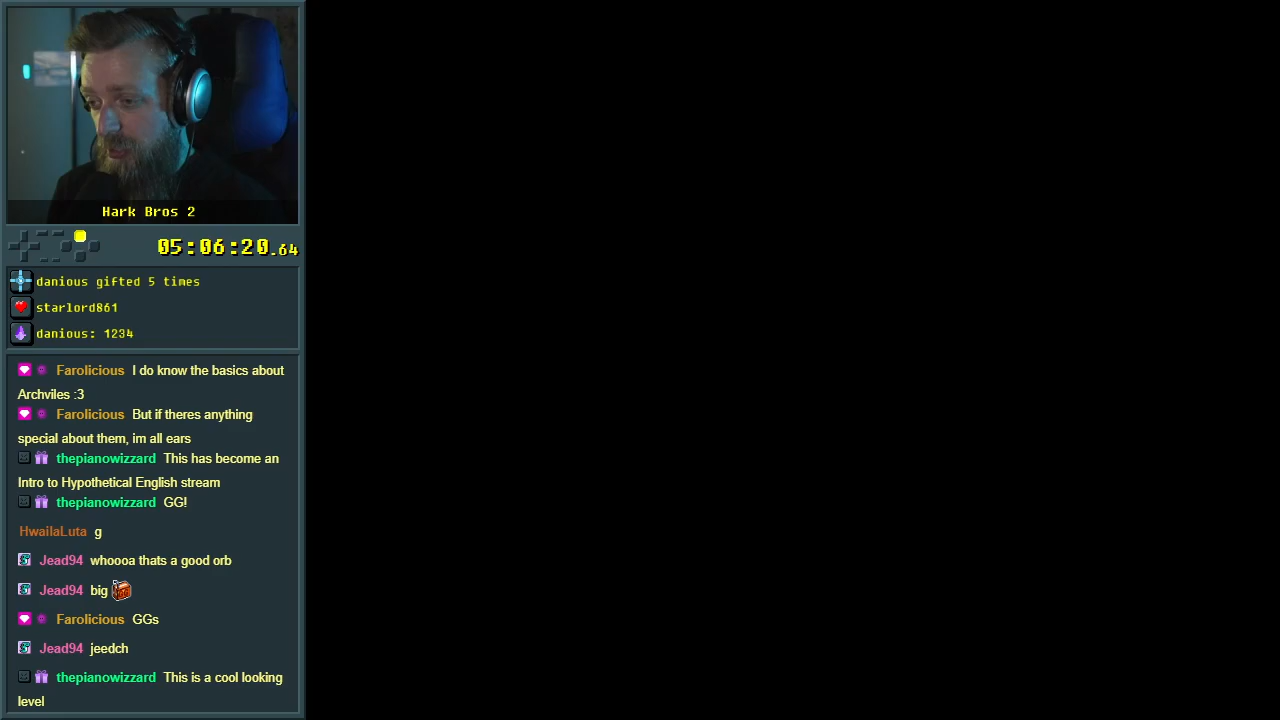 Hark Bros 2
05:06:20.64
danious gifted 5 times
starlord861
danious: 1234
Farolicious I do know the basics about
Archviles :3
Farolicious But if theres anything
special about them, im all ears
thepianowizzard This has become an
Intro to Hypothetical English stream
thepianowizzard GG!
HwailaLuta g
Jead94 whoooa thats a good orb
Jead94 big
Farolicious GGs
Jead94 jeedch
thepianowizzard This is a cool looking
level